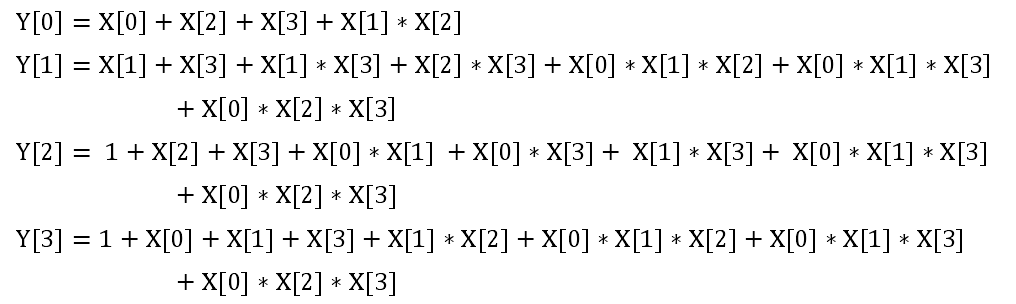 Y[0] = X[0] + X[2] + X[3] + X[1] ∗ X[2]
Y[1] = X[1] + X[3] + X[1] ∗ X[3] + X[2] ∗ X[3] + X[0] ∗ X[1] ∗ X[2] + X[0] ∗ X[1] ∗ X[3]
+ X[0] ∗ X[2] ∗ X[3]
Y[2] = 1 + X[2] + X[3] + X[0] ∗ X[1] + X[0] ∗ X[3] + X[1] ∗ X[3] + X[0] ∗ X[1] ∗ X[3]
+ X[0] ∗ X[2] ∗ X[3]
Y[3] = 1 + X[0] + X[1] + X[3] + X[1] ∗ X[2] + X[0] ∗ X[1] ∗ X[2] + X[0] ∗ X[1] ∗ X[3]
+ X[0] ∗ X[2] ∗ X[3]